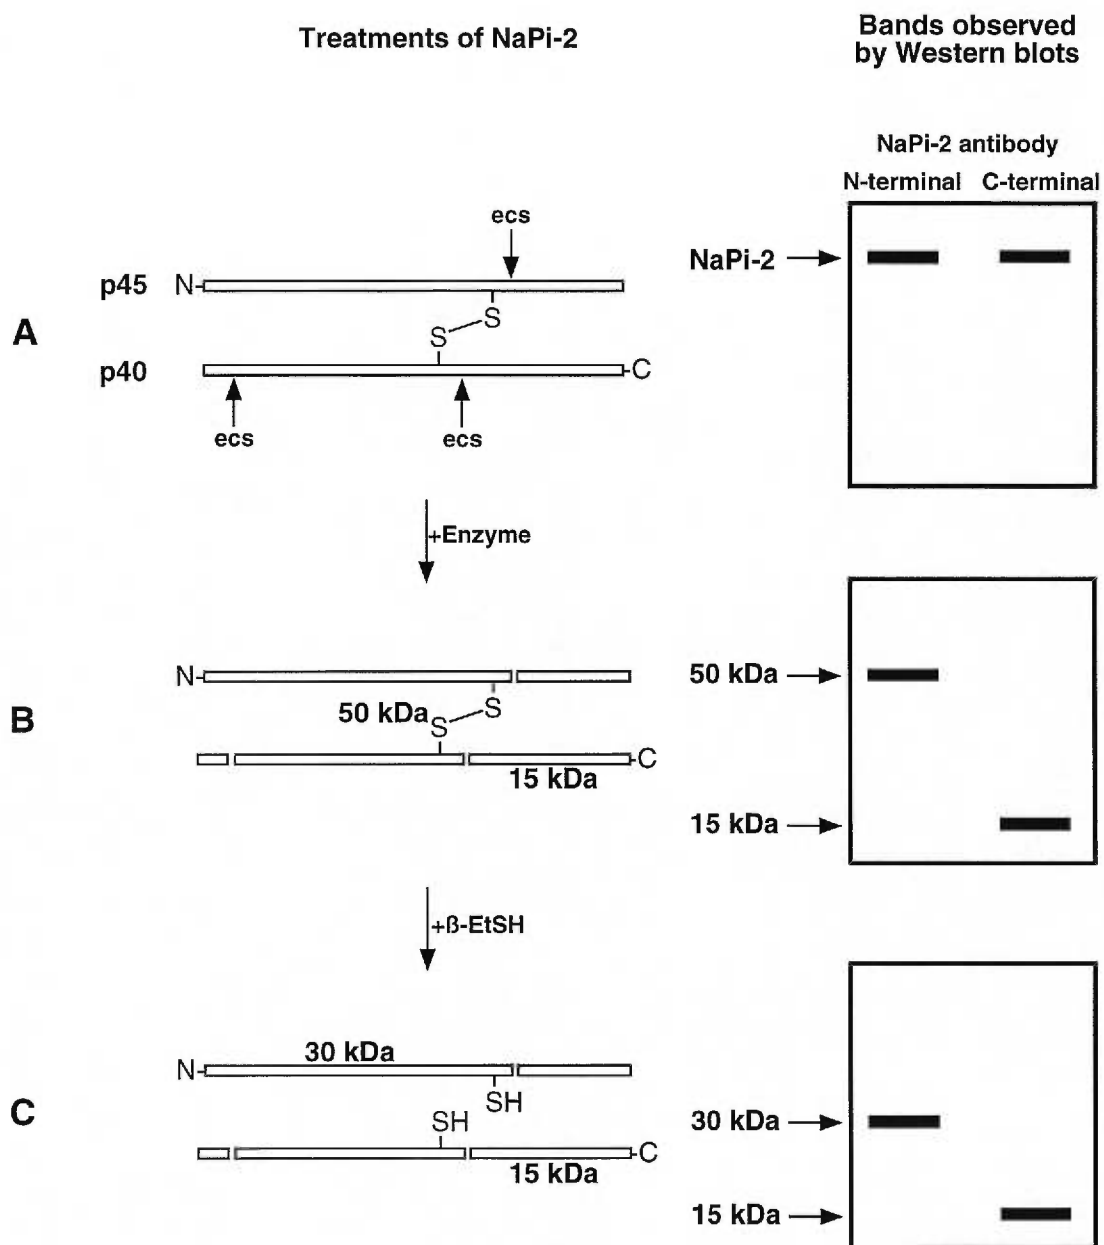 Treatments of NaPi-2
Bands observed
by Western blots
NaPi-2 antibody
N-terminal C-terminal
A
ecs
p45 N
S
S
p40 C
ecs ecs
NaPi-2
+Enzyme
B
N
50 kDa S
S
C
15 kDa
50 kDa
15 kDa
+ß-EtSH
C
30 kDa
N
SH
SH
C
15 kDa
30 kDa
15 kDa